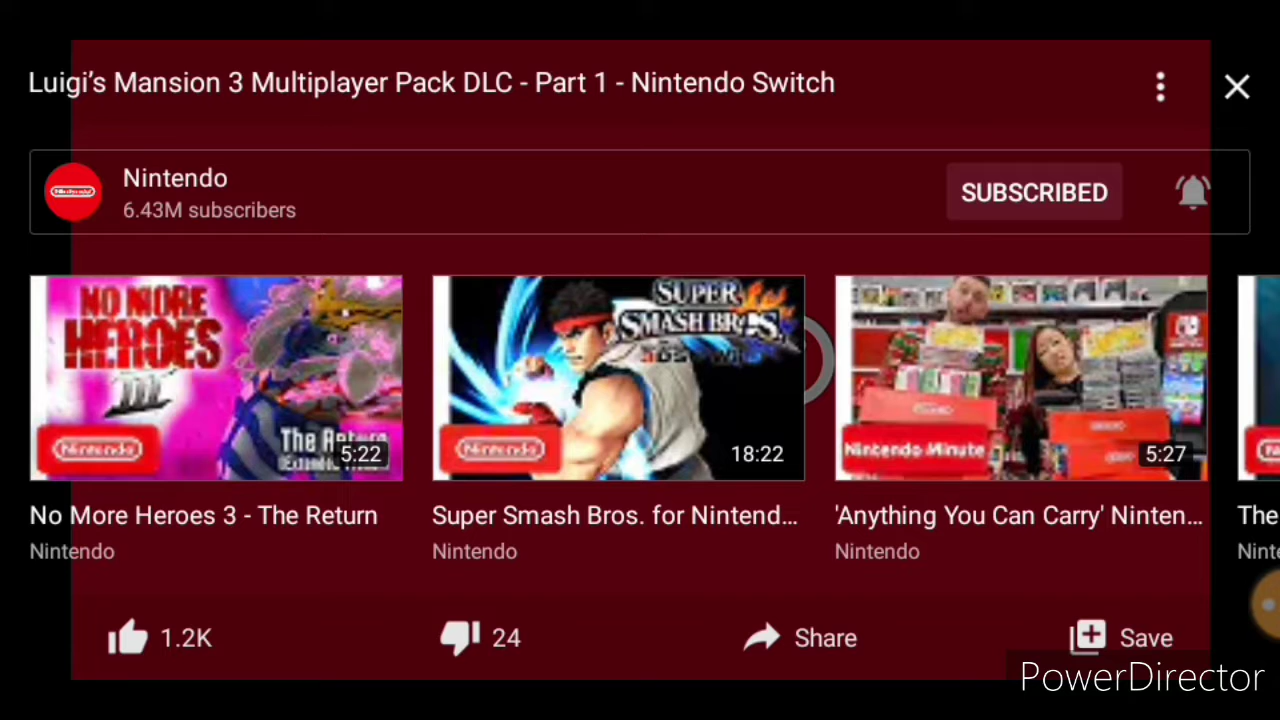 Luigi’s Mansion 3 Multiplayer Pack DLC - Part 1 - Nintendo Switch
Nintendo
Nintendo
6.43M subscribers
SUBSCRIBED
NO MORE
HEROES
III
Nintendo
The Return
5:22
SUPER
SMASH BROS.
Nintendo
18:22
Nintendo Minute
5:27
No More Heroes 3 - The Return
Super Smash Bros. for Nintend...
'Anything You Can Carry' Ninten...
The
Nintendo
Nintendo
Nintendo
Ninte
1.2K
24
Share
Save
PowerDirector